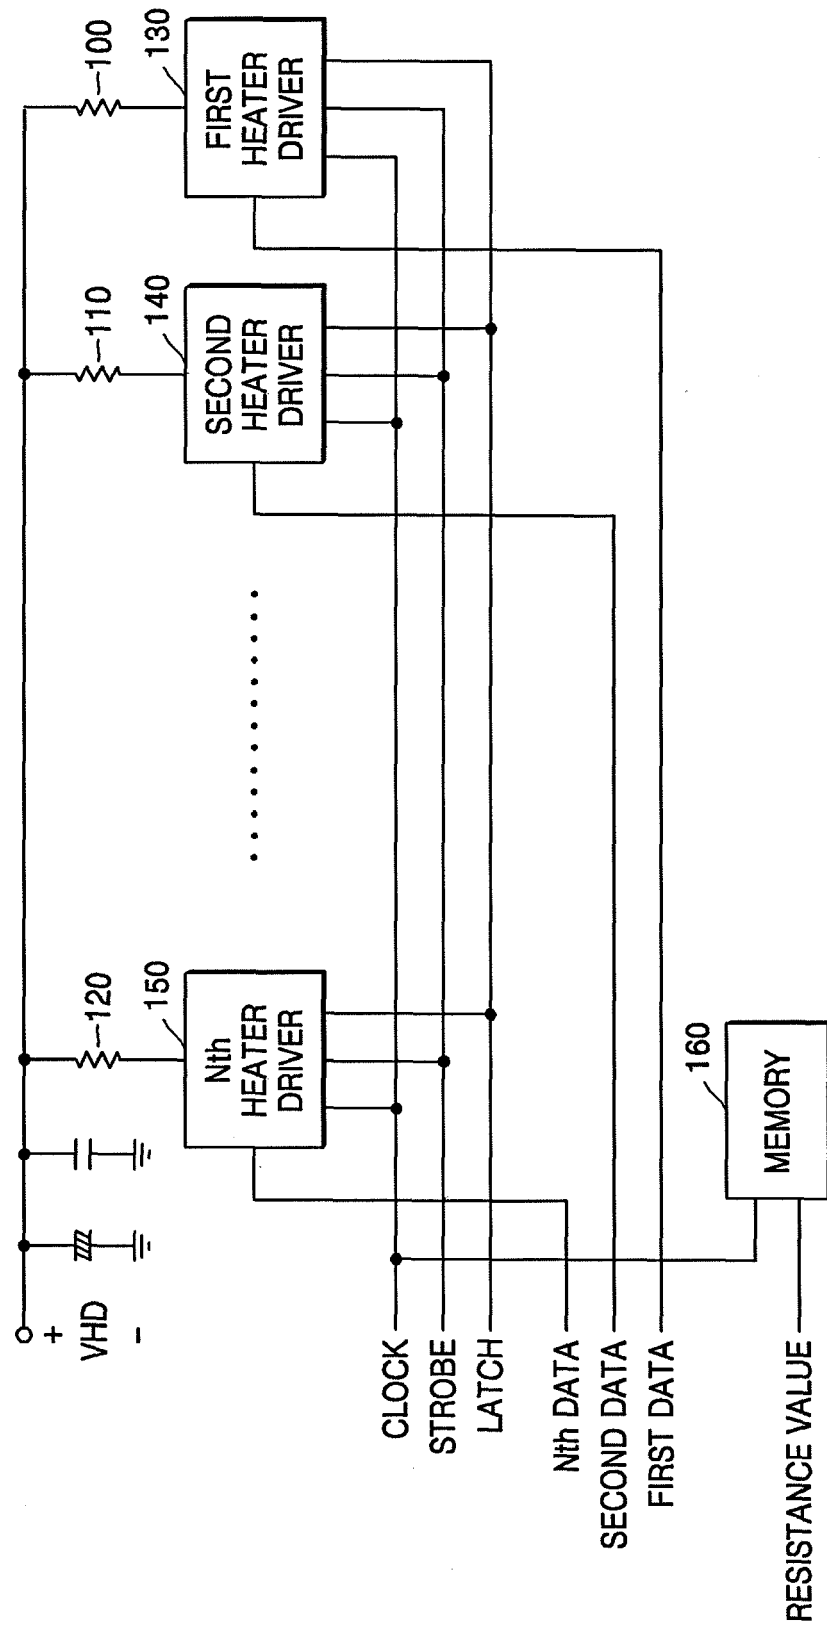 +
VHD
-
120
110
100
150
140
130
Nth
HEATER
DRIVER
SECOND
HEATER
DRIVER
FIRST
HEATER
DRIVER
CLOCK
STROBE
LATCH
Nth DATA
SECOND DATA
FIRST DATA
160
MEMORY
RESISTANCE VALUE